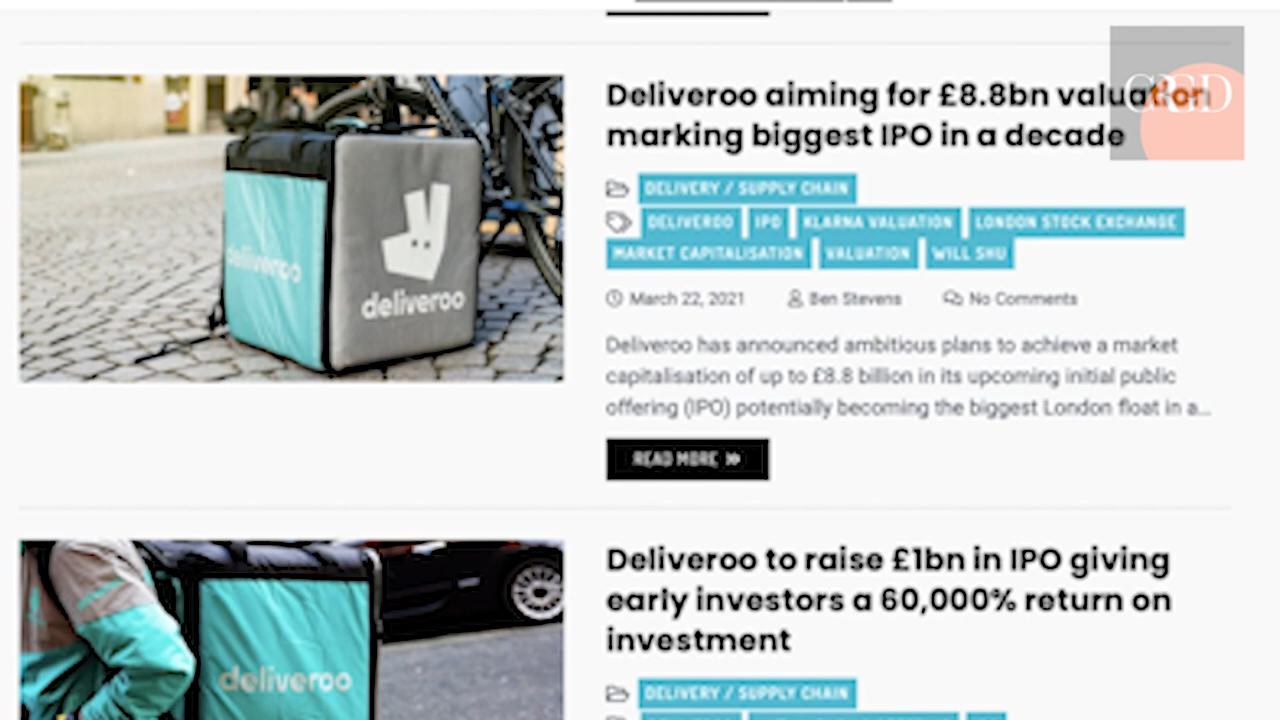 Deliveroo aiming for £8.8bn valuation
marking biggest IPO in a decade
DELIVERY / SUPPLY CHAIN
DELIVEROO IPO KLARNA VALUATION LONDON STOCK EXCHANGE
MARKET CAPITALISATION VALUATION WILL SHU
March 22, 2021 Ben Stevens No Comments
Deliveroo has announced ambitious plans to achieve a market
capitalisation of up to £8.8 billion in its upcoming initial public
offering (IPO) potentially becoming the biggest London float in a...
READ MORE
deliveroo
deliveroo
Deliveroo to raise £1bn in IPO giving
early investors a 60,000% return on
investment
DELIVERY / SUPPLY CHAIN
deliveroo